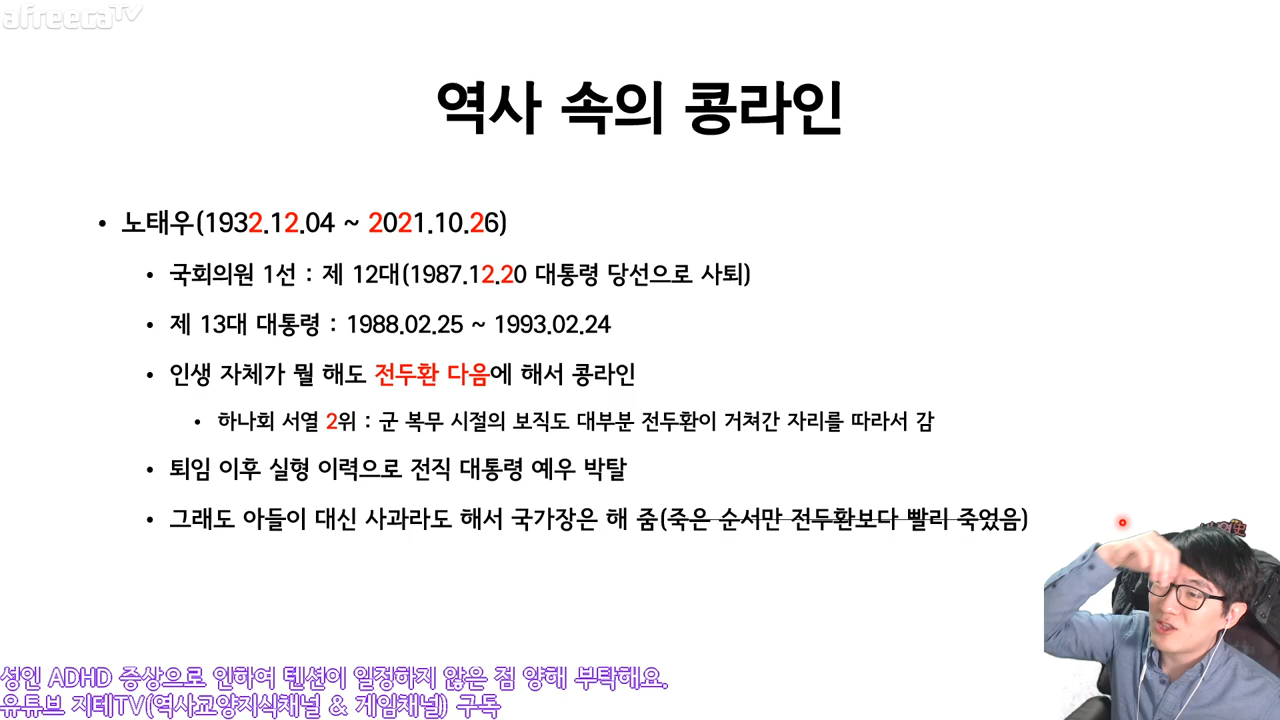 afreecaTV
역사 속의 콩라인
• 노태우(1932.12.04 ~ 2021.10.26)
• 국회의원 1선 : 제 12대(1987.12.20 대통령 당선으로 사퇴)
• 제 13대 대통령 : 1988.02.25 ~ 1993.02.24
• 인생 자체가 뭘 해도 전두환 다음에 해서 콩라인
• 하나회 서열 2위 : 군 복무 시절의 보직도 대부분 전두환이 거쳐간 자리를 따라서 감
• 퇴임 이후 실형 이력으로 전직 대통령 예우 박탈
• 그래도 아들이 대신 사과라도 해서 국가장은 해 줌(죽은 순서만 전두환보다 빨리 죽었음)
성인 ADHD 증상으로 인하여 텐션이 일정하지 않은 점 양해 부탁해요.
유튜브 지테TV(역사교양지식채널 & 게임채널) 구독